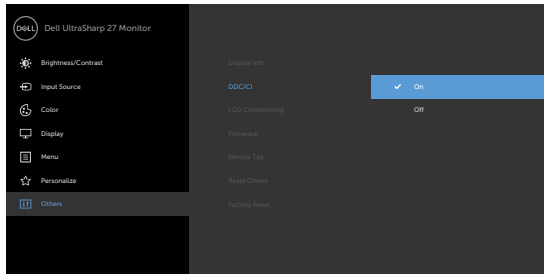 DELL Dell UltraSharp 27 Monitor
Brightness/Contrast
Display Info
Input Source
DDC/CI
On
Color
LCD Conditioning
Off
Display
Firmware
Menu
Service Tag
Personalize
Reset Others
Others
Factory Reset